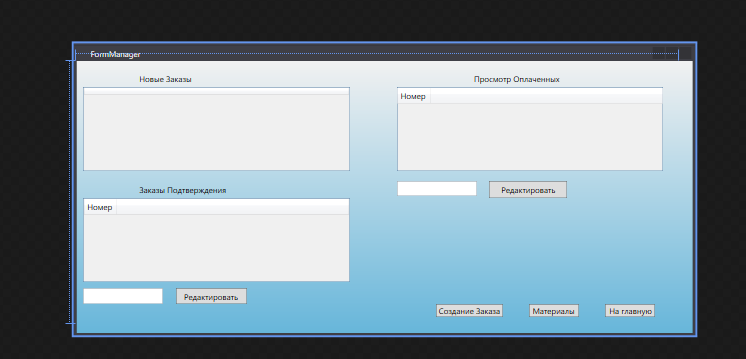 FormManager
Новые Заказы
Просмотр Оплаченных
Номер
Редактировать
Заказы Подтверждения
Номер
Редактировать
Создание Заказа
Материалы
На главную